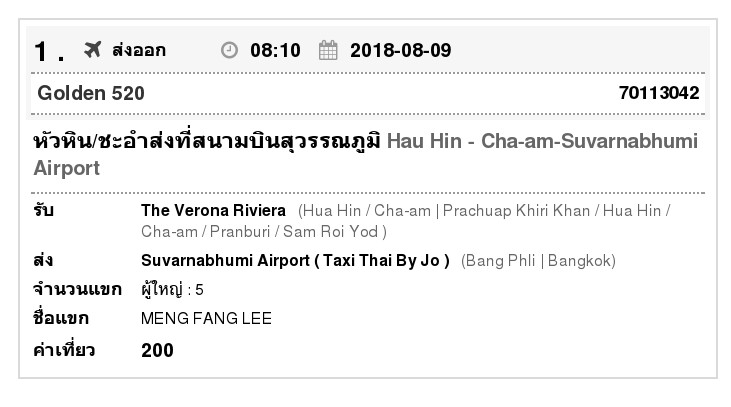 1 . ส่งออก 08:10 2018-08-09
Golden 520 70113042
หัวหิน/ชะอำส่งที่สนามบินสุวรรณภูมิ Hau Hin - Cha-am-Suvarnabhumi
Airport
รับ The Verona Riviera (Hua Hin / Cha-am | Prachuap Khiri Khan / Hua Hin /
Cha-am / Pranburi / Sam Roi Yod )
ส่ง Suvarnabhumi Airport ( Taxi Thai By Jo ) (Bang Phli | Bangkok)
จำนวนแขก ผู้ใหญ่ : 5
ชื่อแขก MENG FANG LEE
ค่าเที่ยว 200